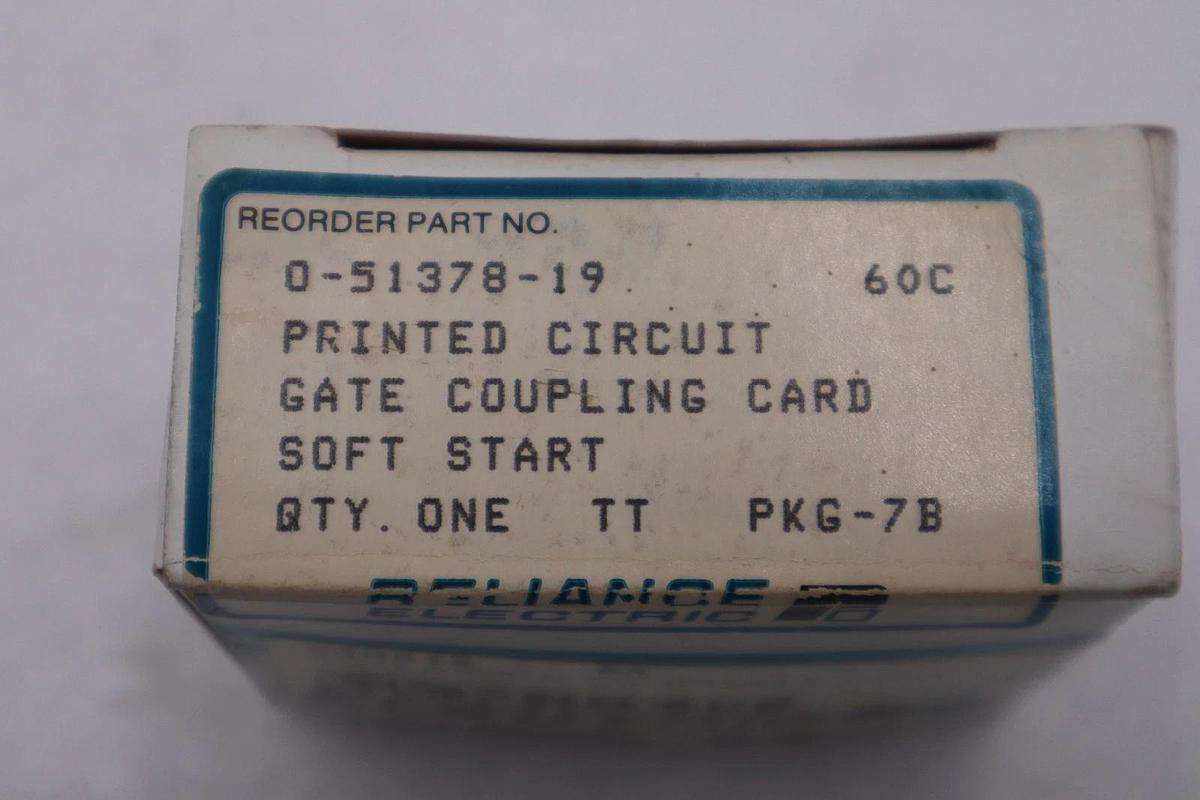 REORDER PART NO.
0-51378-19 60C
PRINTED CIRCUIT
GATE COUPLING CARD
SOFT START
QTY. ONE TT PKG-7B
RELIANCE
ELECTRIC